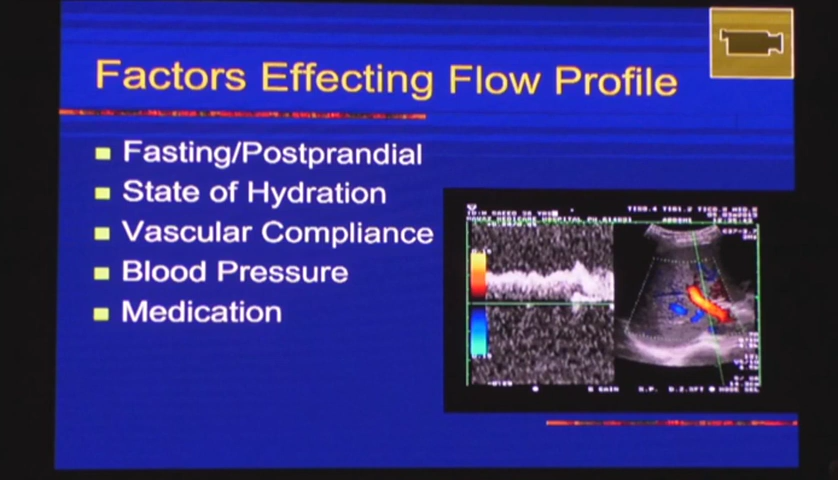 Factors Effecting Flow Profile
Fasting/Postprandial
State of Hydration
Vascular Compliance
Blood Pressure
Medication